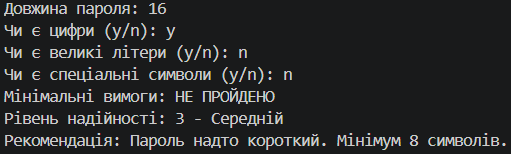 Довжина пароля: 16
Чи є цифри (y/n): y
Чи є великі літери (y/n): n
Чи є спеціальні символи (y/n): n
Мінімальні вимоги: НЕ ПРОЙДЕНО
Рівень надійності: 3 - Середній
Рекомендація: Пароль надто короткий. Мінімум 8 символів.